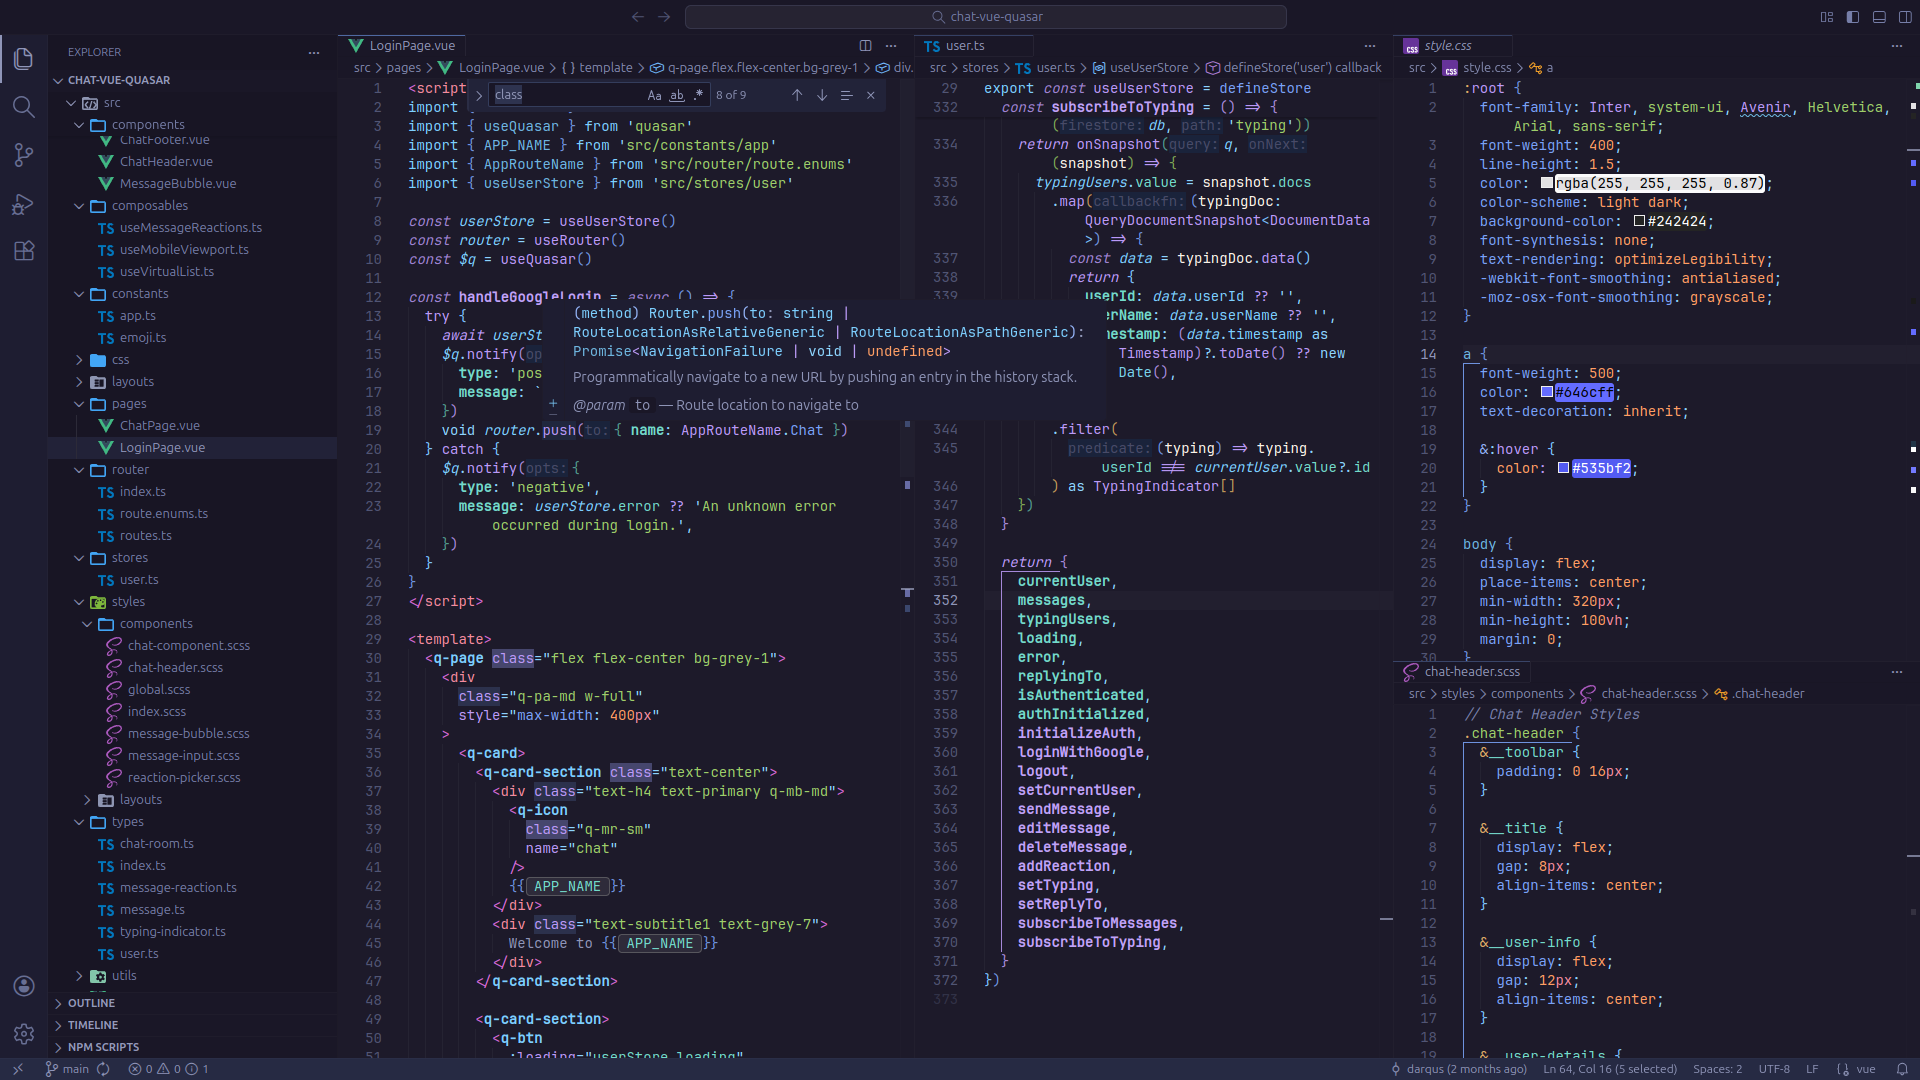 chat-vue-quasar
EXPLORER
CHAT-VUE-QUASAR
src
components
ChatFooter.vue
ChatHeader.vue
MessageBubble.vue
composables
useMessageReactions.ts
useMobileViewport.ts
useVirtualList.ts
constants
app.ts
emoji.ts
css
layouts
pages
ChatPage.vue
LoginPage.vue
router
index.ts
route.enums.ts
routes.ts
stores
user.ts
styles
components
chat-component.scss
chat-header.scss
global.scss
index.scss
message-bubble.scss
message-input.scss
reaction-picker.scss
layouts
types
chat-room.ts
index.ts
message-reaction.ts
message.ts
typing-indicator.ts
user.ts
utils
OUTLINE
TIMELINE
NPM SCRIPTS
LoginPage.vue
src > pages > LoginPage.vue > { } template > q-page.flex.flex-center.bg-grey-1 > div.
class
Aa ab .* 8 of 9
1 <script
2 import
3 import { useQuasar } from 'quasar'
4 import { APP_NAME } from 'src/constants/app'
5 import { AppRouteName } from 'src/router/route.enums'
6 import { useUserStore } from 'src/stores/user'
7
8 const userStore = useUserStore()
9 const router = useRouter()
10 const $q = useQuasar()
11
12 const handleGoogleLogin = async () => {
13 try {
14 await userSt
15 $q.notify(op
16 type: 'pos
17 message: `
18 })
19 void router.push(to: { name: AppRouteName.Chat })
20 } catch {
21 $q.notify(opts: {
22 type: 'negative',
23 message: userStore.error ?? 'An unknown error
occurred during login.',
24 })
25 }
26 }
27 </script>
28
29 <template>
30 <q-page class="flex flex-center bg-grey-1">
31 <div
32 class="q-pa-md w-full"
33 style="max-width: 400px"
34 >
35 <q-card>
36 <q-card-section class="text-center">
37 <div class="text-h4 text-primary q-mb-md">
38 <q-icon
39 class="q-mr-sm"
40 name="chat"
41 />
42 {{ APP_NAME }}
43 </div>
44 <div class="text-subtitle1 text-grey-7">
45 Welcome to {{ APP_NAME }}
46 </div>
47 </q-card-section>
48
49 <q-card-section>
50 <q-btn
51 :loading="userStore.loading"
(method) Router.push(to: string |
RouteLocationAsRelativeGeneric | RouteLocationAsPathGeneric):
Promise<NavigationFailure | void | undefined>
Programmatically navigate to a new URL by pushing an entry in the history stack.
@param to — Route location to navigate to
TS user.ts
src > stores > TS user.ts > useUserStore > defineStore('user') callback
29 export const useUserStore = defineStore
332 const subscribeToTyping = () => {
(firestore: db, path: 'typing'))
334 return onSnapshot(query: q, onNext:
(snapshot) => {
335 typingUsers.value = snapshot.docs
336 .map(callbackfn: (typingDoc:
QueryDocumentSnapshot<DocumentData
>) => {
337 const data = typingDoc.data()
338 return {
339 userId: data.userId ?? '',
erName: data.userName ?? '',
mestamp: (data.timestamp as
Timestamp)?.toDate() ?? new
Date(),
344 .filter(
345 predicate: (typing) => typing.
userId !== currentUser.value?.id
346 ) as TypingIndicator[]
347 })
348 }
349
350 return {
351 currentUser,
352 messages,
353 typingUsers,
354 loading,
355 error,
356 replyingTo,
357 isAuthenticated,
358 authInitialized,
359 initializeAuth,
360 loginWithGoogle,
361 logout,
362 setCurrentUser,
363 sendMessage,
364 editMessage,
365 deleteMessage,
366 addReaction,
367 setTyping,
368 setReplyTo,
369 subscribeToMessages,
370 subscribeToTyping,
371 }
372 })
373
style.css
src > style.css > a
1 :root {
2 font-family: Inter, system-ui, Avenir, Helvetica,
Arial, sans-serif;
3 font-weight: 400;
4 line-height: 1.5;
5 color: rgba(255, 255, 255, 0.87);
6 color-scheme: light dark;
7 background-color: #242424;
8 font-synthesis: none;
9 text-rendering: optimizeLegibility;
10 -webkit-font-smoothing: antialiased;
11 -moz-osx-font-smoothing: grayscale;
12 }
13
14 a {
15 font-weight: 500;
16 color: #646cff;
17 text-decoration: inherit;
18
19 &:hover {
20 color: #535bf2;
21 }
22 }
23
24 body {
25 display: flex;
26 place-items: center;
27 min-width: 320px;
28 min-height: 100vh;
29 margin: 0;
30 }
chat-header.scss
src > styles > components > chat-header.scss > .chat-header
1 // Chat Header Styles
2 .chat-header {
3 &__toolbar {
4 padding: 0 16px;
5 }
6
7 &__title {
8 display: flex;
9 gap: 8px;
10 align-items: center;
11 }
12
13 &__user-info {
14 display: flex;
15 gap: 12px;
16 align-items: center;
17 }
18
19 &__user-details {
main 0 0 1
darqus (2 months ago) Ln 64, Col 16 (5 selected) Spaces: 2 UTF-8 LF {} vue